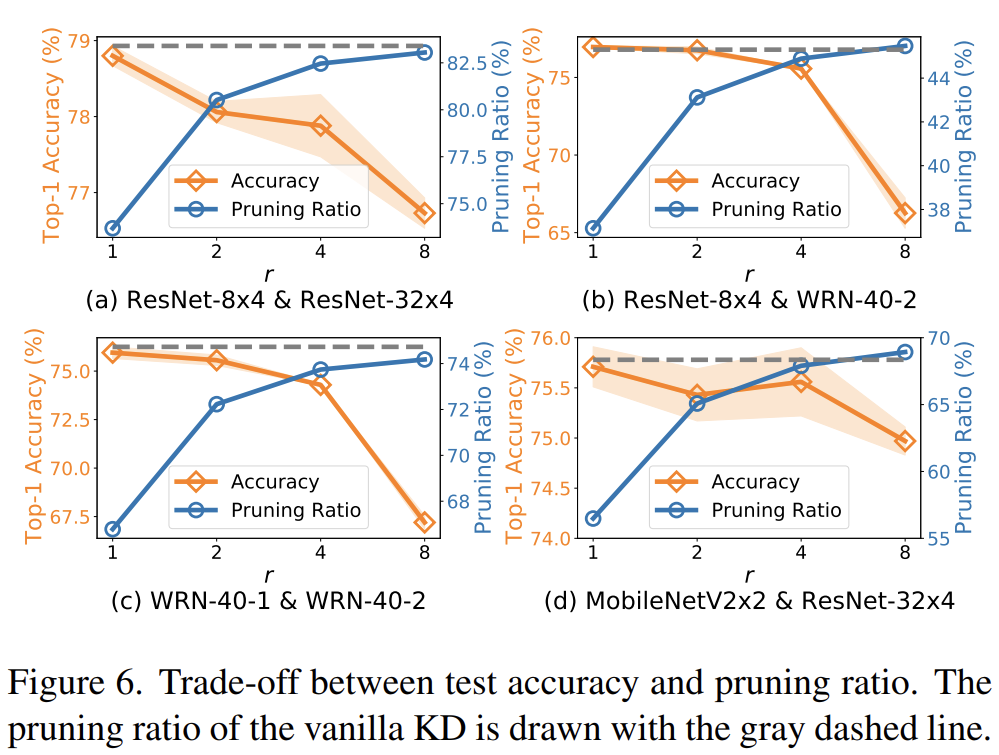 79
78
77
Top-1 Accuracy (%)
82.5
80.0
77.5
75.0
Pruning Ratio (%)
Accuracy
Pruning Ratio
1 2 4 8
r
(a) ResNet-8x4 & ResNet-32x4
75
70
65
Top-1 Accuracy (%)
44
42
40
38
Pruning Ratio (%)
Accuracy
Pruning Ratio
1 2 4 8
r
(b) ResNet-8x4 & WRN-40-2
75.0
72.5
70.0
67.5
Top-1 Accuracy (%)
74
72
70
68
Pruning Ratio (%)
Accuracy
Pruning Ratio
1 2 4 8
r
(c) WRN-40-1 & WRN-40-2
76.0
75.5
75.0
74.5
74.0
Top-1 Accuracy (%)
70
65
60
55
Pruning Ratio (%)
Accuracy
Pruning Ratio
1 2 4 8
r
(d) MobileNetV2x2 & ResNet-32x4
Figure 6. Trade-off between test accuracy and pruning ratio. The
pruning ratio of the vanilla KD is drawn with the gray dashed line.